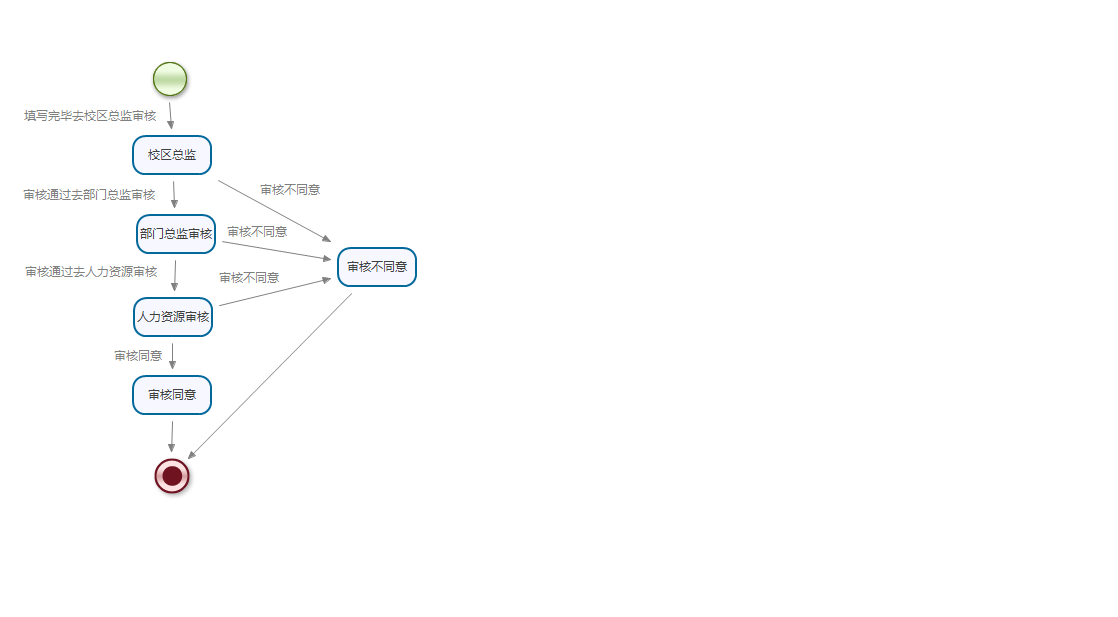 填写完毕去校区总监审核
校区总监
审核通过去部门总监审核
审核不同意
部门总监审核
审核不同意
审核不同意
审核通过去人力资源审核
审核不同意
人力资源审核
审核同意
审核同意